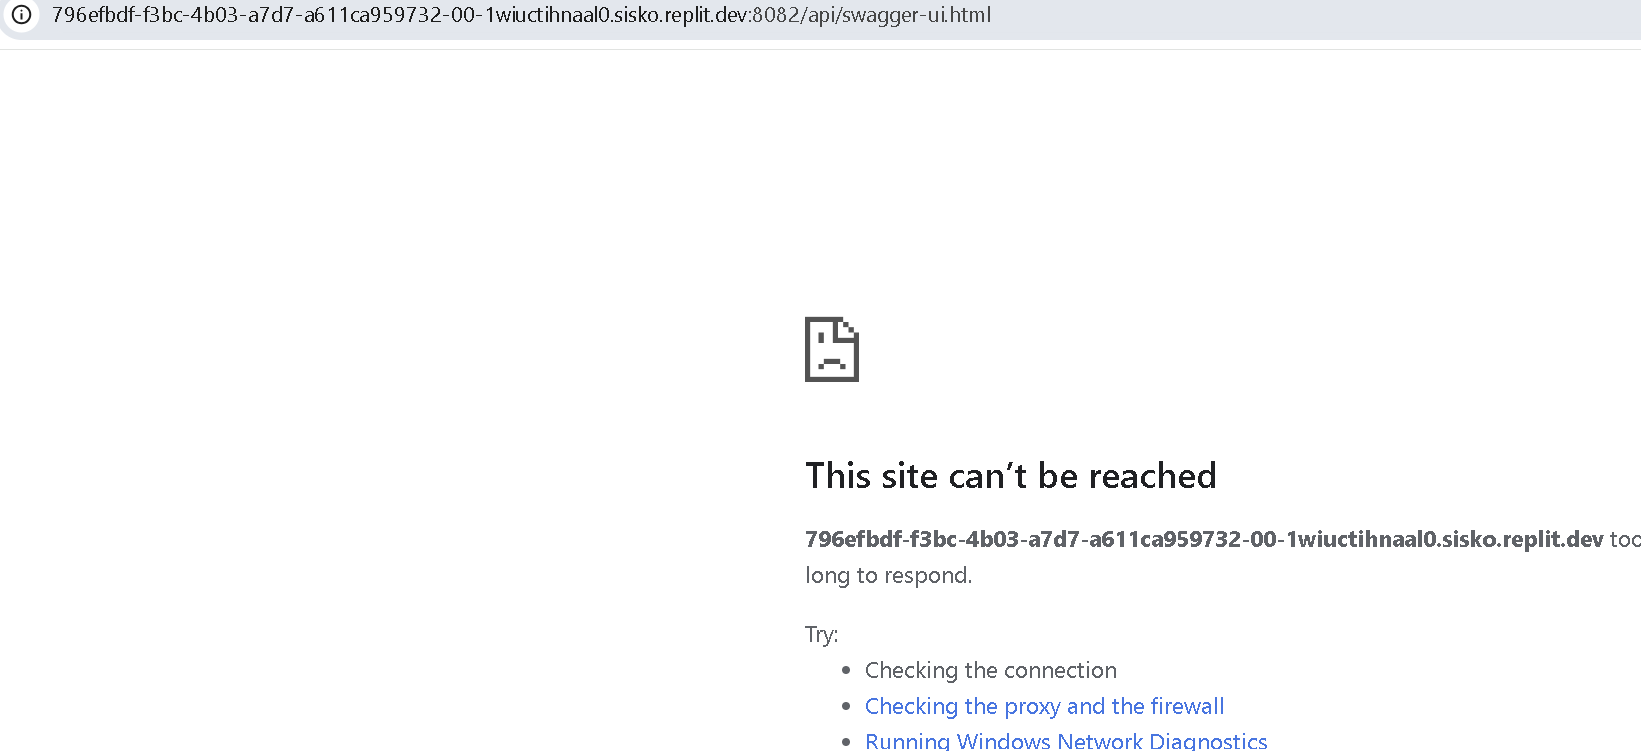 796efbdf-f3bc-4b03-a7d7-a611ca959732-00-1wiuctihnaal0.sisko.replit.dev:8082/api/swagger-ui.html
This site can’t be reached
796efbdf-f3bc-4b03-a7d7-a611ca959732-00-1wiuctihnaal0.sisko.replit.dev
long to respond.
Try:
• Checking the connection
• Checking the proxy and the firewall
• Running Windows Network Diagnostics